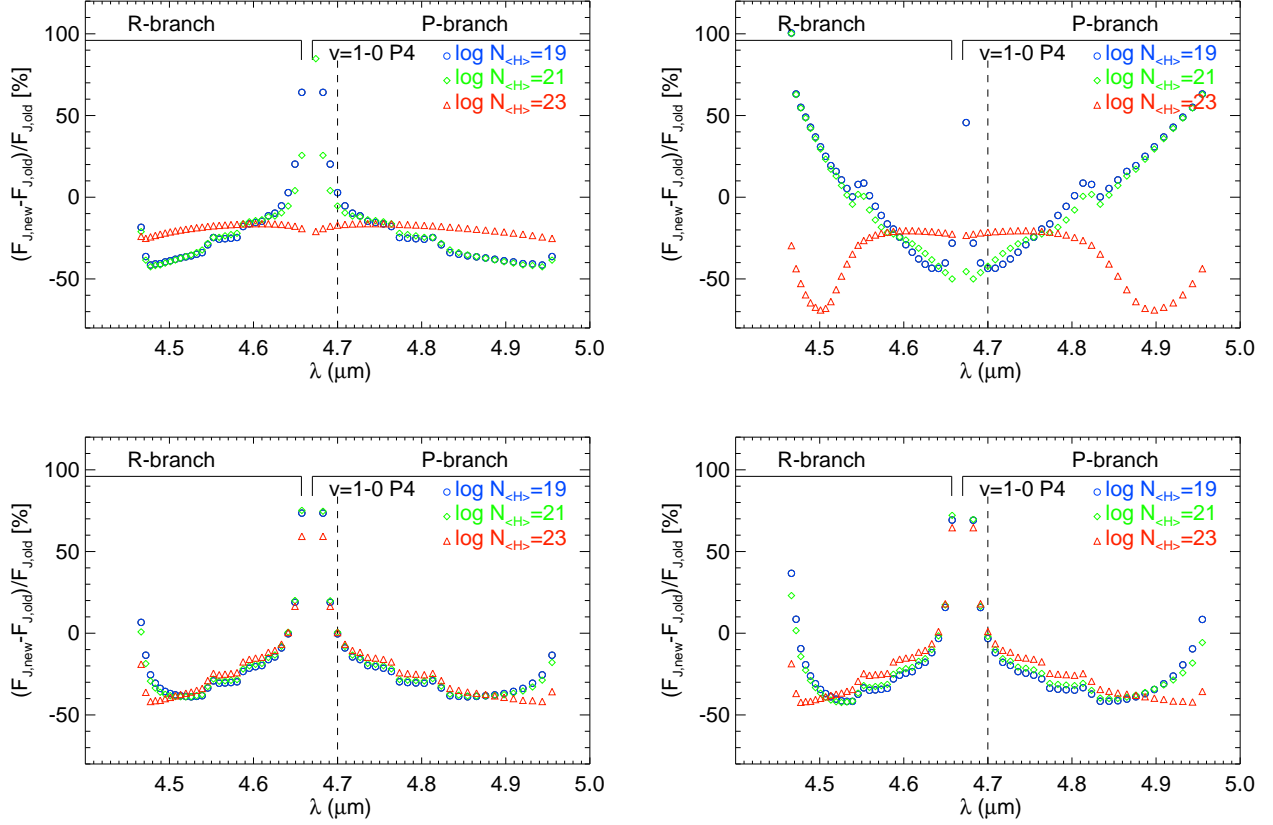 R-branch P-branch
v=1-0 P4
log N<H>=19
log N<H>=21
log N<H>=23
(FJ,new-FJ,old)/FJ,old [%]
100
50
0
-50
4.5 4.6 4.7 4.8 4.9 5.0
λ (μm)
R-branch P-branch
v=1-0 P4
log N<H>=19
log N<H>=21
log N<H>=23
(FJ,new-FJ,old)/FJ,old [%]
100
50
0
-50
4.5 4.6 4.7 4.8 4.9 5.0
λ (μm)
R-branch P-branch
v=1-0 P4
log N<H>=19
log N<H>=21
log N<H>=23
(FJ,new-FJ,old)/FJ,old [%]
100
50
0
-50
4.5 4.6 4.7 4.8 4.9 5.0
λ (μm)
R-branch P-branch
v=1-0 P4
log N<H>=19
log N<H>=21
log N<H>=23
(FJ,new-FJ,old)/FJ,old [%]
100
50
0
-50
4.5 4.6 4.7 4.8 4.9 5.0
λ (μm)